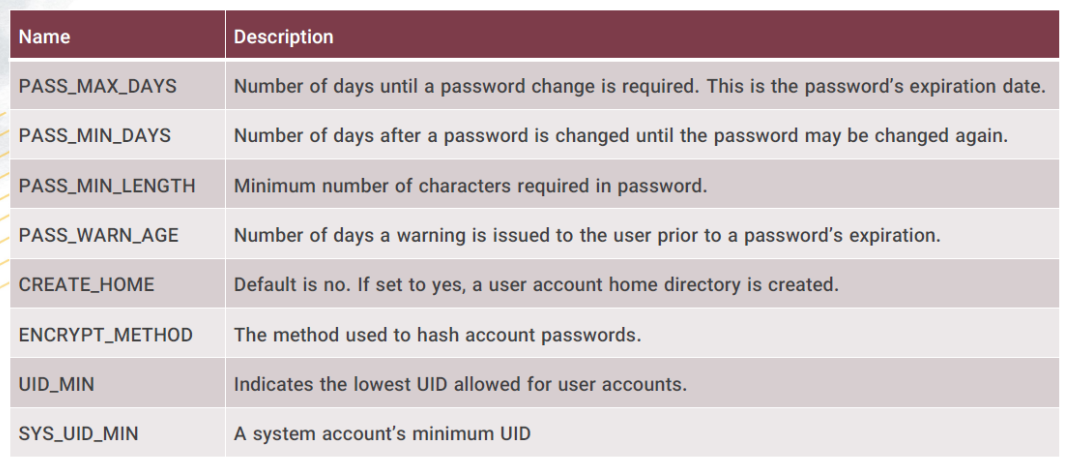 Name Description
PASS_MAX_DAYS Number of days until a password change is required. This is the password's expiration date.
PASS_MIN_DAYS Number of days after a password is changed until the password may be changed again.
PASS_MIN_LENGTH Minimum number of characters required in password.
PASS_WARN_AGE Number of days a warning is issued to the user prior to a password's expiration.
CREATE_HOME Default is no. If set to yes, a user account home directory is created.
ENCRYPT_METHOD The method used to hash account passwords.
UID_MIN Indicates the lowest UID allowed for user accounts.
SYS_UID_MIN A system account's minimum UID